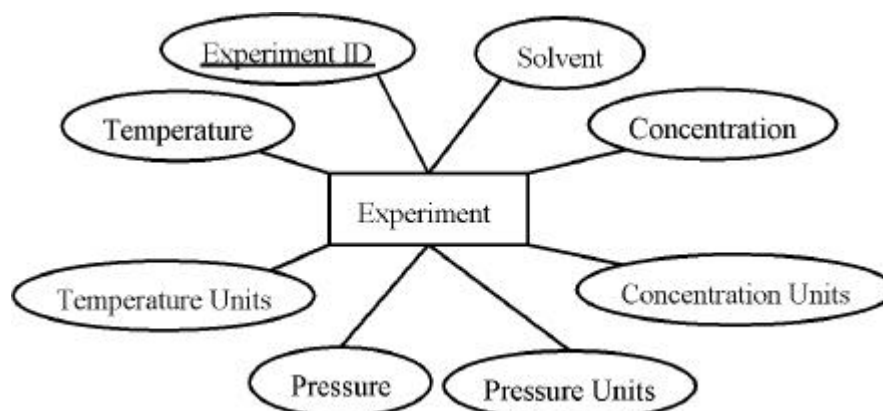 Experiment ID
Solvent
Temperature
Concentration
Experiment
Temperature Units
Concentration Units
Pressure
Pressure Units